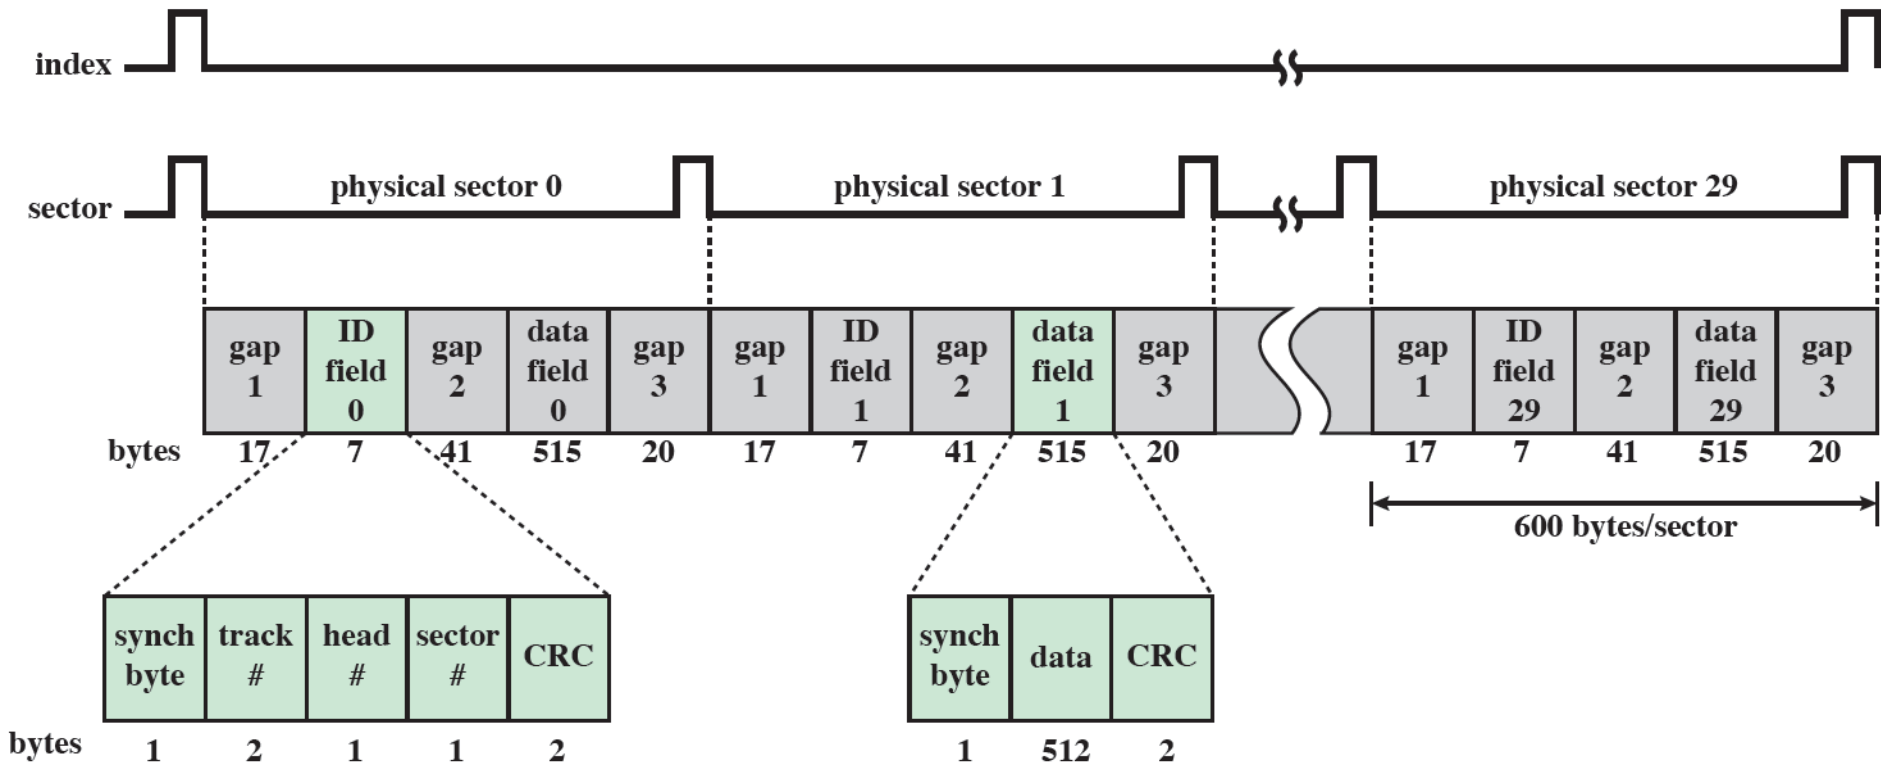 index
sector
physical sector 0
physical sector 1
physical sector 29
gap 1
ID field 0
gap 2
data field 0
gap 3
gap 1
ID field 1
gap 2
data field 1
gap 3
gap 1
ID field 29
gap 2
data field 29
gap 3
bytes 17 7 41 515 20 17 7 41 515 20 17 7 41 515 20
600 bytes/sector
synch byte
track #
head #
sector #
CRC
synch byte
data
CRC
bytes 1 2 1 1 2 1 512 2